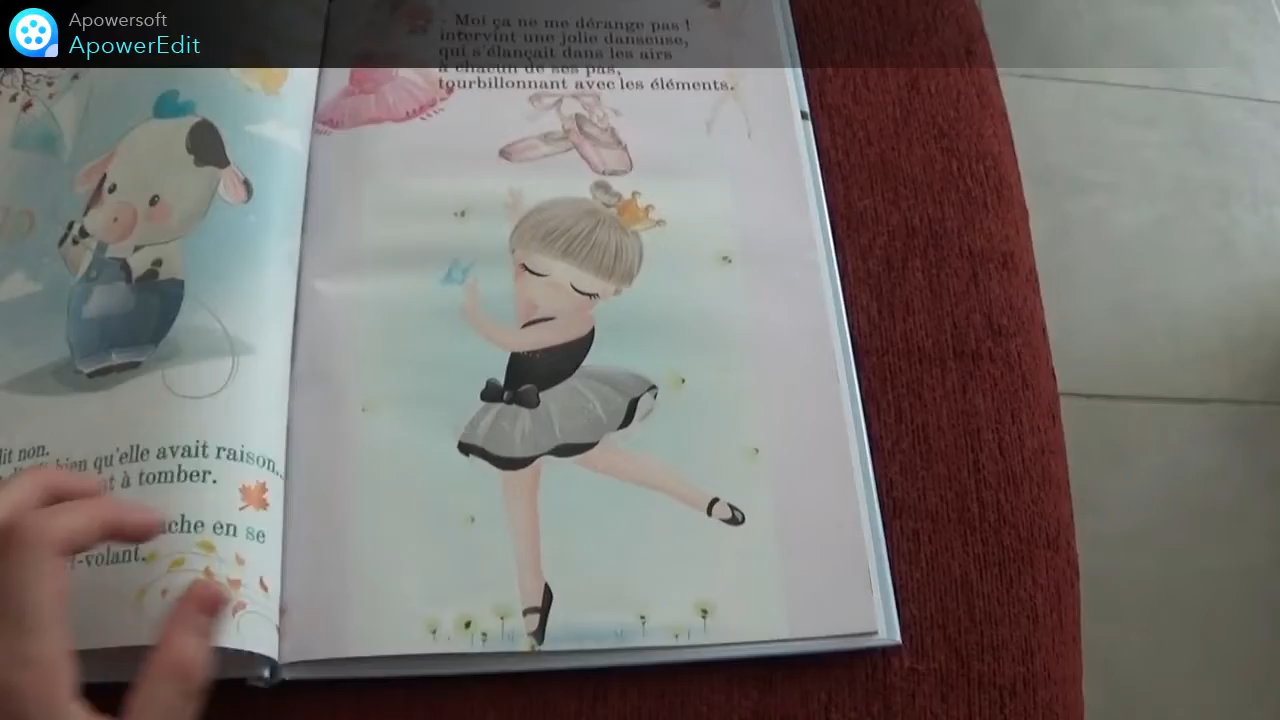 Apowersoft
ApowerEdit
- Moi ça ne me dérange pas !
intervint une jolie danseuse,
qui s'élançait dans les airs
à chacun de ses pas,
tourbillonnant avec les éléments.
dit non.
bien qu'elle avait raison..
à tomber.
en se
-volant.